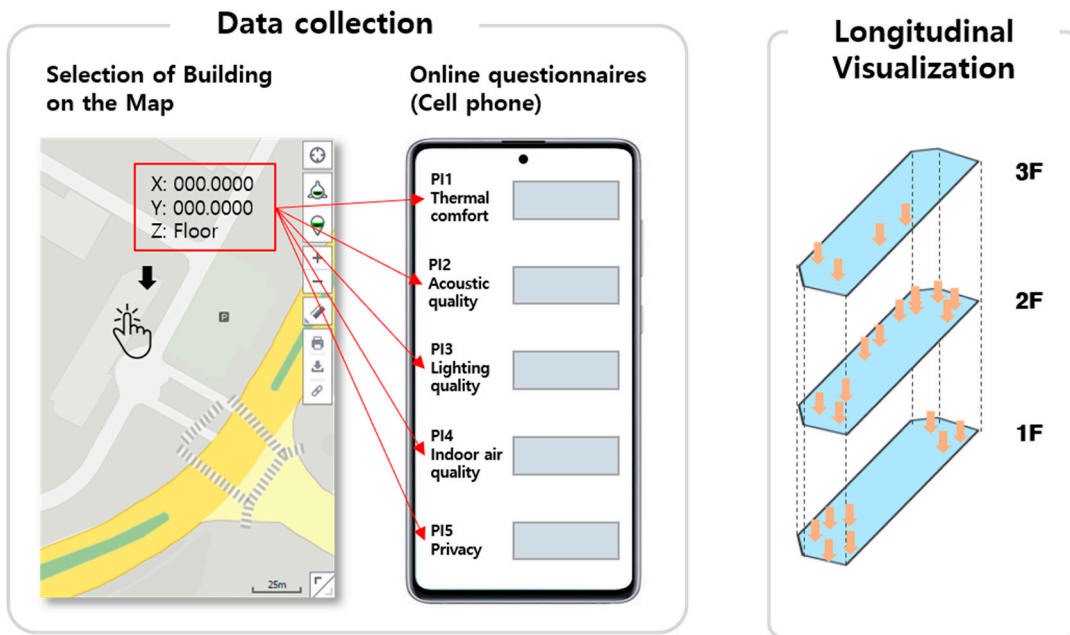 Data collection
Selection of Building
on the Map
X: 000.0000
Y: 000.0000
Z: Floor
+
−
P
25m
Online questionnaires
(Cell phone)
PI1
Thermal
comfort
PI2
Acoustic
quality
PI3
Lighting
quality
PI4
Indoor air
quality
PI5
Privacy
Longitudinal
Visualization
3F
2F
1F